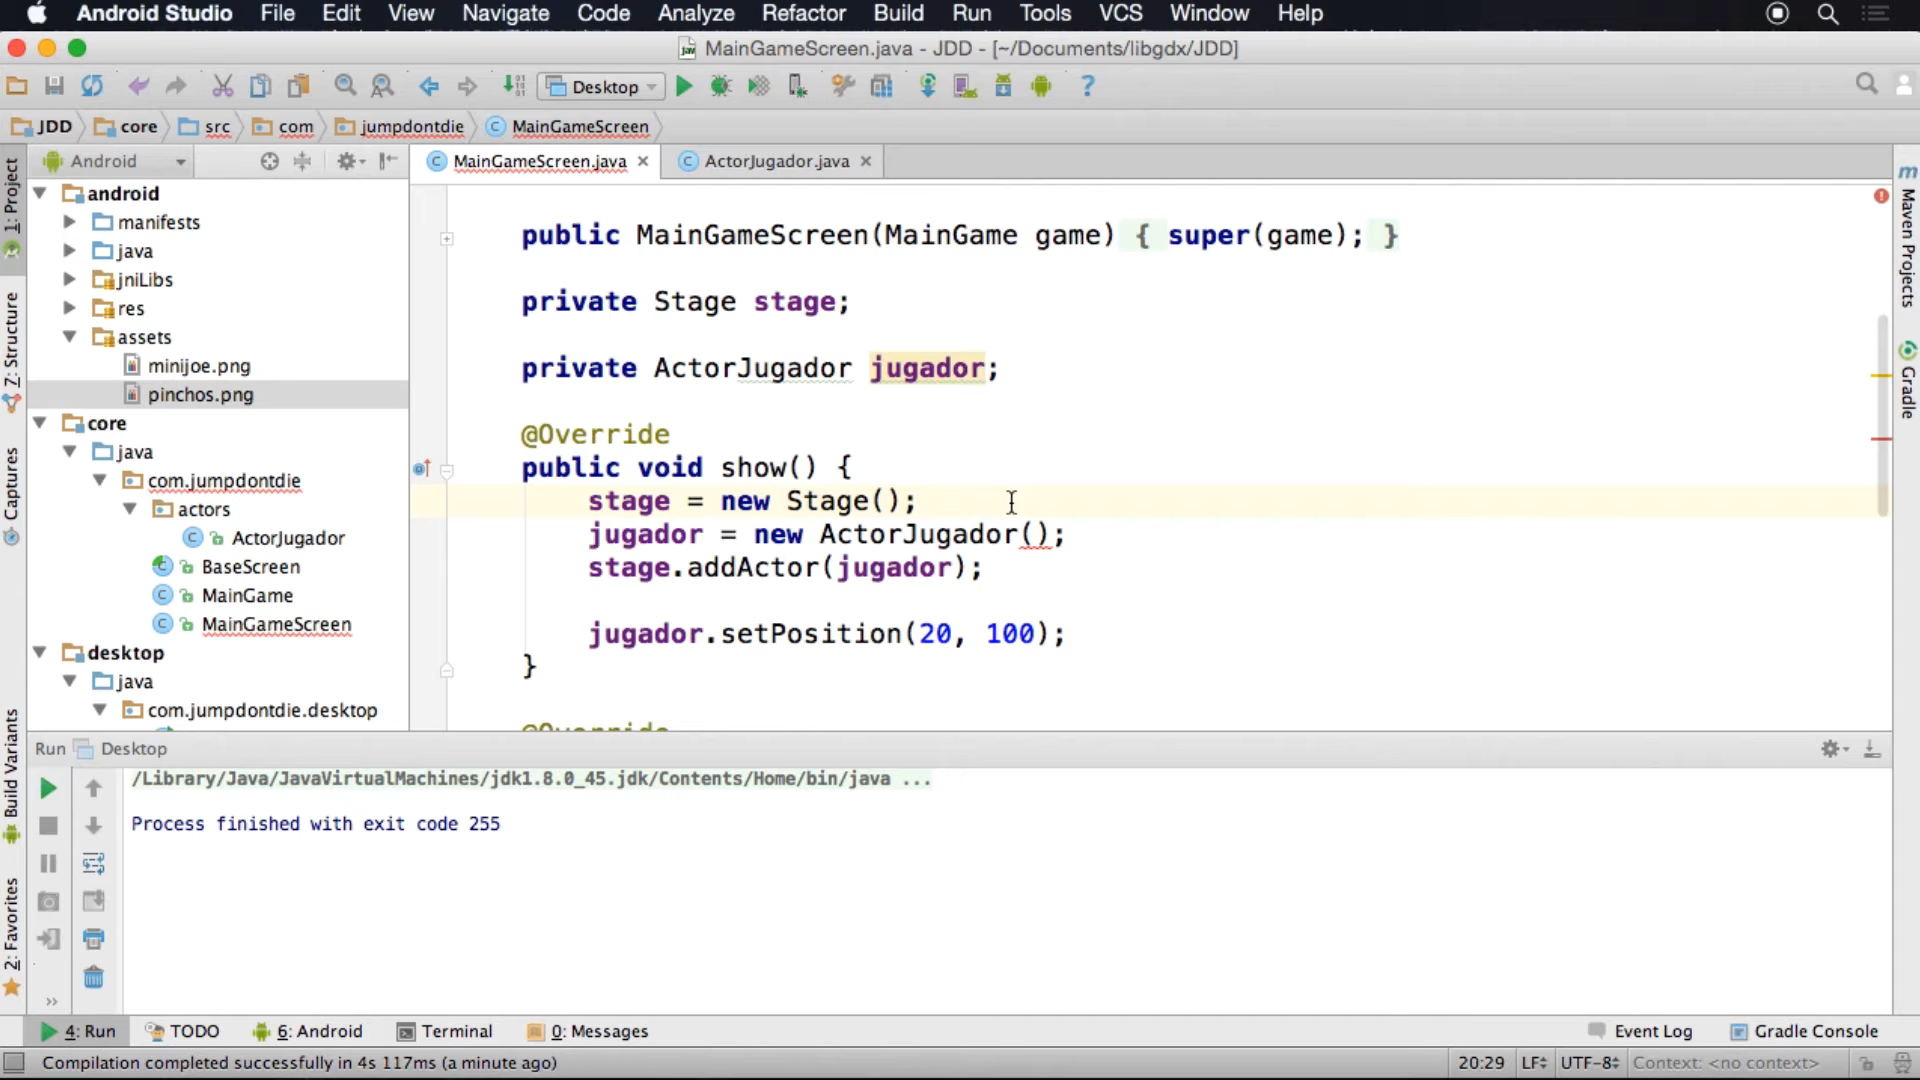 Android Studio File Edit View Navigate Code Analyze Refactor Build Run Tools VCS Window Help
MainGameScreen.java - JDD - [~/Documents/libgdx/JDD]
Desktop
JDD core src com jumpdontdie MainGameScreen
Android
MainGameScreen.java ActorJugador.java
1: Project
7: Structure
Captures
Build Variants
2: Favorites
android
manifests
java
jniLibs
res
assets
minijoe.png
pinchos.png
core
java
com.jumpdontdie
actors
ActorJugador
BaseScreen
MainGame
MainGameScreen
desktop
java
com.jumpdontdie.desktop
public MainGameScreen(MainGame game) { super(game); }
private Stage stage;
private ActorJugador jugador;
@Override
public void show() {
stage = new Stage();
jugador = new ActorJugador();
stage.addActor(jugador);
jugador.setPosition(20, 100);
}
@Override
Maven Projects
Gradle
Run Desktop
/Library/Java/JavaVirtualMachines/jdk1.8.0_45.jdk/Contents/Home/bin/java ...
Process finished with exit code 255
4: Run TODO 6: Android Terminal 0: Messages Event Log Gradle Console
Compilation completed successfully in 4s 117ms (a minute ago) 20:29 LF UTF-8 Context: <no context>